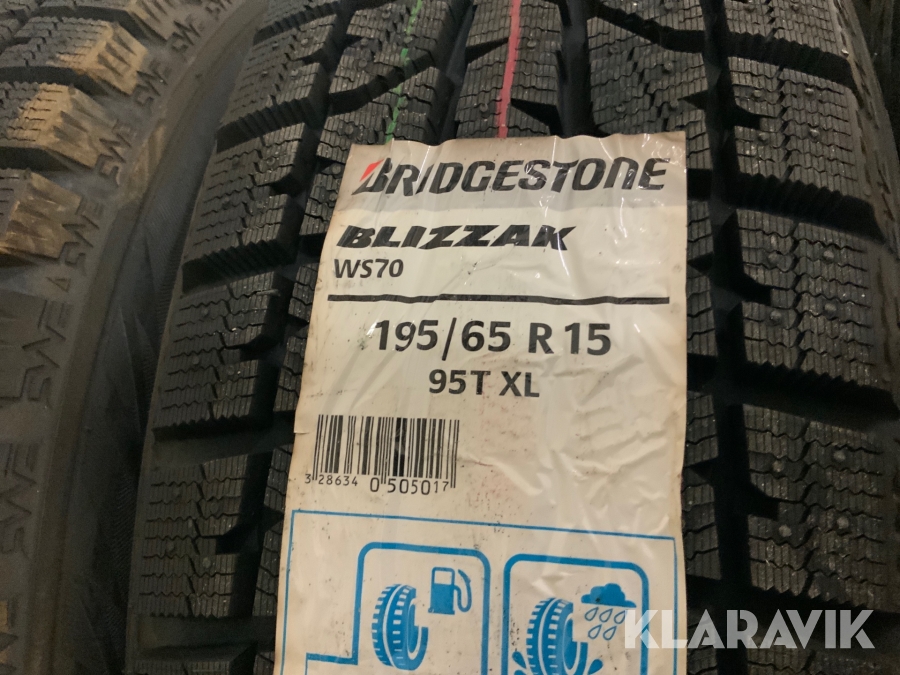 BRIDGESTONE
BLIZZAK
WS70
195/65 R 15
95T XL
3 28634 0 505017
KLARAVIK